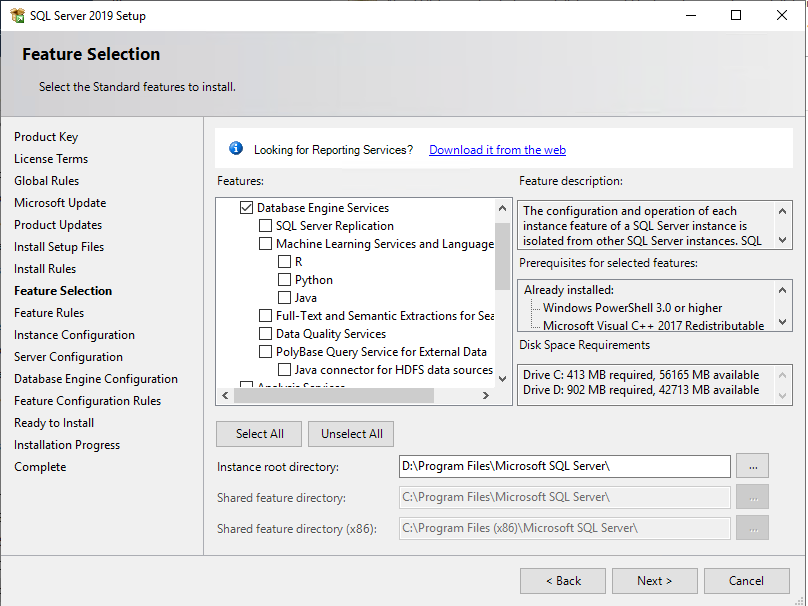 SQL Server 2019 Setup
Feature Selection
Select the Standard features to install.
Product Key
License Terms
Global Rules
Microsoft Update
Product Updates
Install Setup Files
Install Rules
Feature Selection
Feature Rules
Instance Configuration
Server Configuration
Database Engine Configuration
Feature Configuration Rules
Ready to Install
Installation Progress
Complete
Looking for Reporting Services? Download it from the web
Features:
Database Engine Services
SQL Server Replication
Machine Learning Services and Language
R
Python
Java
Full-Text and Semantic Extractions for Sea
Data Quality Services
PolyBase Query Service for External Data
Java connector for HDFS data sources
Analysis Services
Feature description:
The configuration and operation of each
instance feature of a SQL Server instance is
isolated from other SQL Server instances. SQL
Prerequisites for selected features:
Already installed:
Windows PowerShell 3.0 or higher
Microsoft Visual C++ 2017 Redistributable
Disk Space Requirements
Drive C: 413 MB required, 56165 MB available
Drive D: 902 MB required, 42713 MB available
Select All
Unselect All
Instance root directory:
D:\Program Files\Microsoft SQL Server\
...
Shared feature directory:
C:\Program Files\Microsoft SQL Server\
...
Shared feature directory (x86):
C:\Program Files (x86)\Microsoft SQL Server\
...
< Back
Next >
Cancel